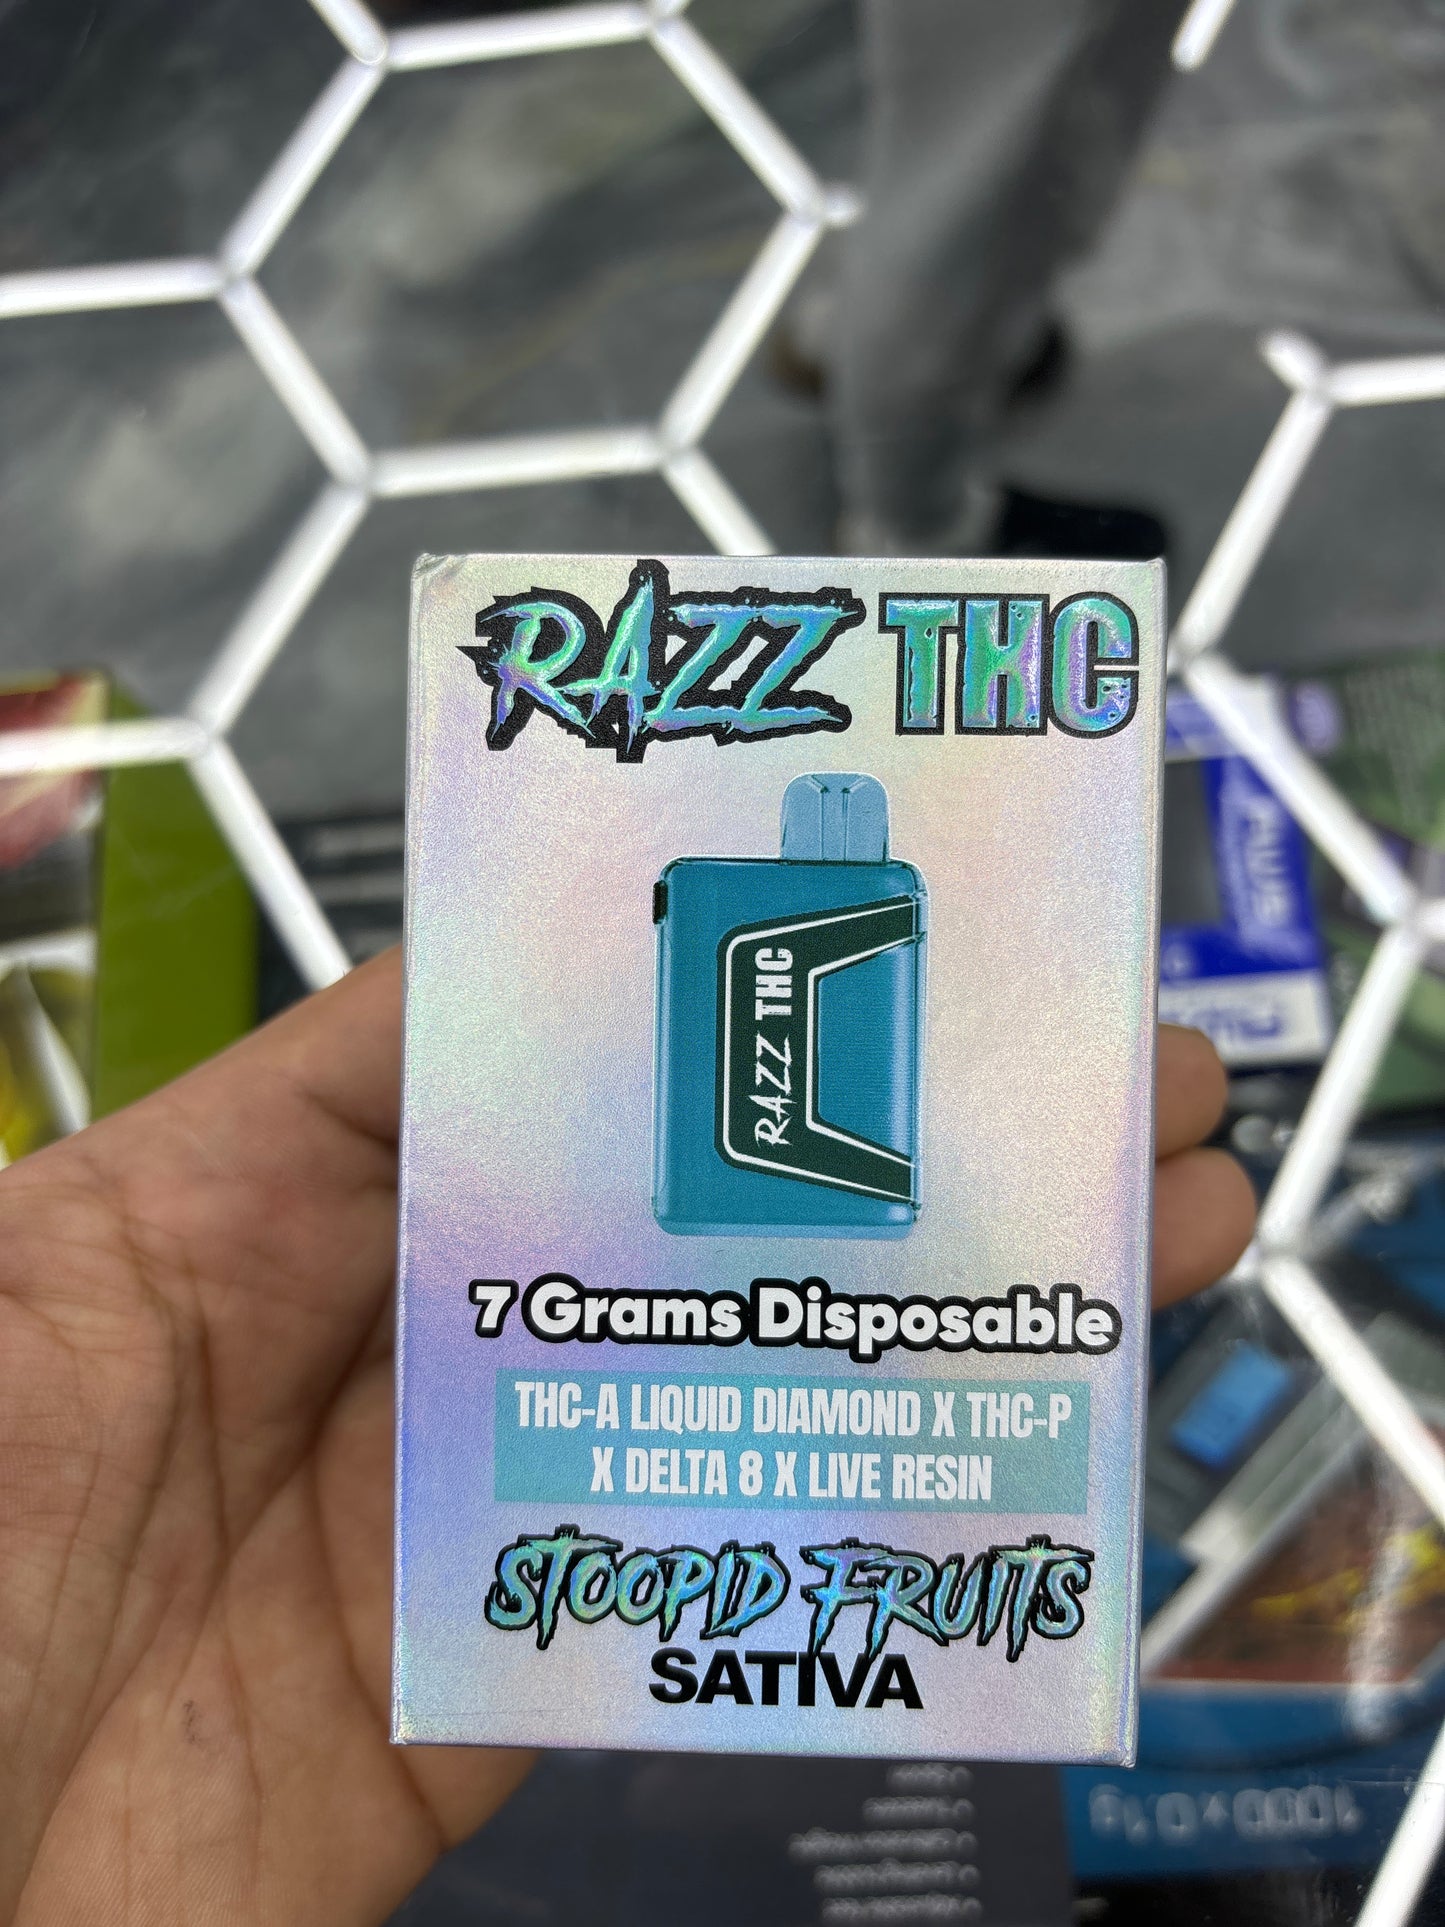 RAZZ THC
RAZZ THC
7 Grams Disposable
THC-A LIQUID DIAMOND X THC-P
X DELTA 8 X LIVE RESIN
STOOPID FRUITS
SATIVA